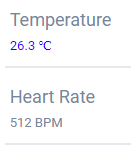 Temperature
26.3 °C
Heart Rate
512 BPM